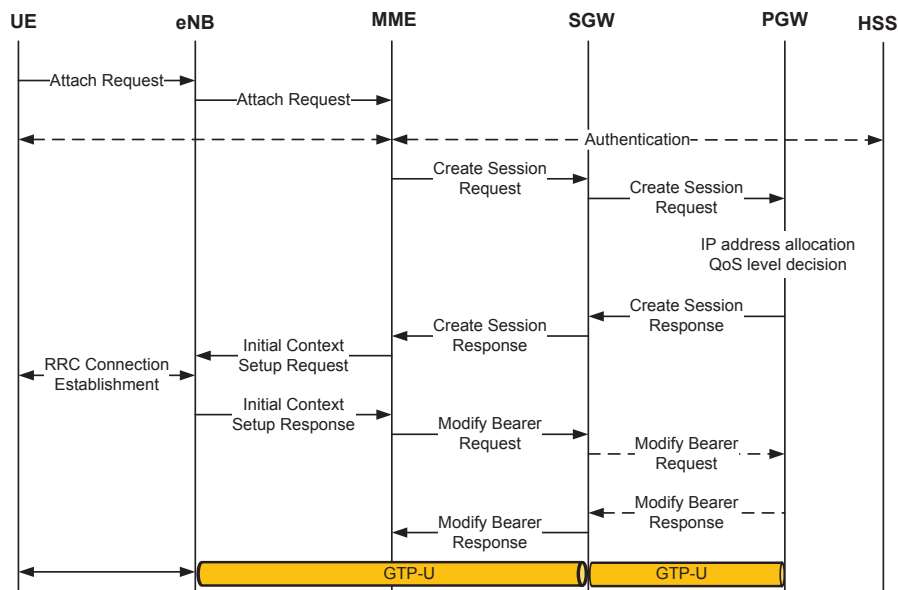 UE eNB MME SGW PGW HSS
Attach Request
Attach Request
Authentication
Create Session
Request
Create Session
Request
IP address allocation
QoS level decision
Create Session
Response
Create Session
Response
Initial Context
Setup Request
RRC Connection
Establishment
Initial Context
Setup Response
Modify Bearer
Request
Modify Bearer
Request
Modify Bearer
Response
Modify Bearer
Response
GTP-U GTP-U